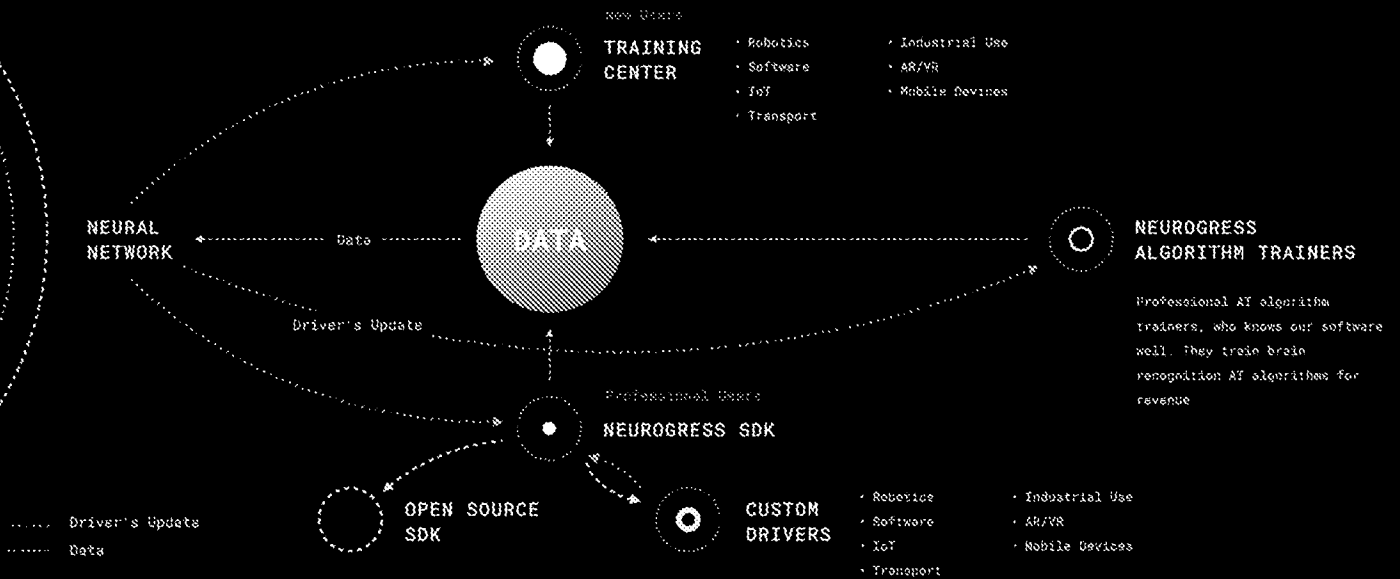 New Users
TRAINING
CENTER
· Robotics
· Software
· IoT
· Transport
· Industrial Use
· AR/VR
· Mobile Devices
NEURAL
NETWORK
Data
DATA
NEUROGRESS
ALGORITHM TRAINERS
Professional AI algorithm
trainers, who knows our software
well. They train brain
recognition AI algorithms for
revenue
Driver's Update
Professional Users
NEUROGRESS SDK
OPEN SOURCE
SDK
CUSTOM
DRIVERS
· Robotics
· Software
· IoT
· Transport
· Industrial Use
· AR/VR
· Mobile Devices
Driver's Update
Data